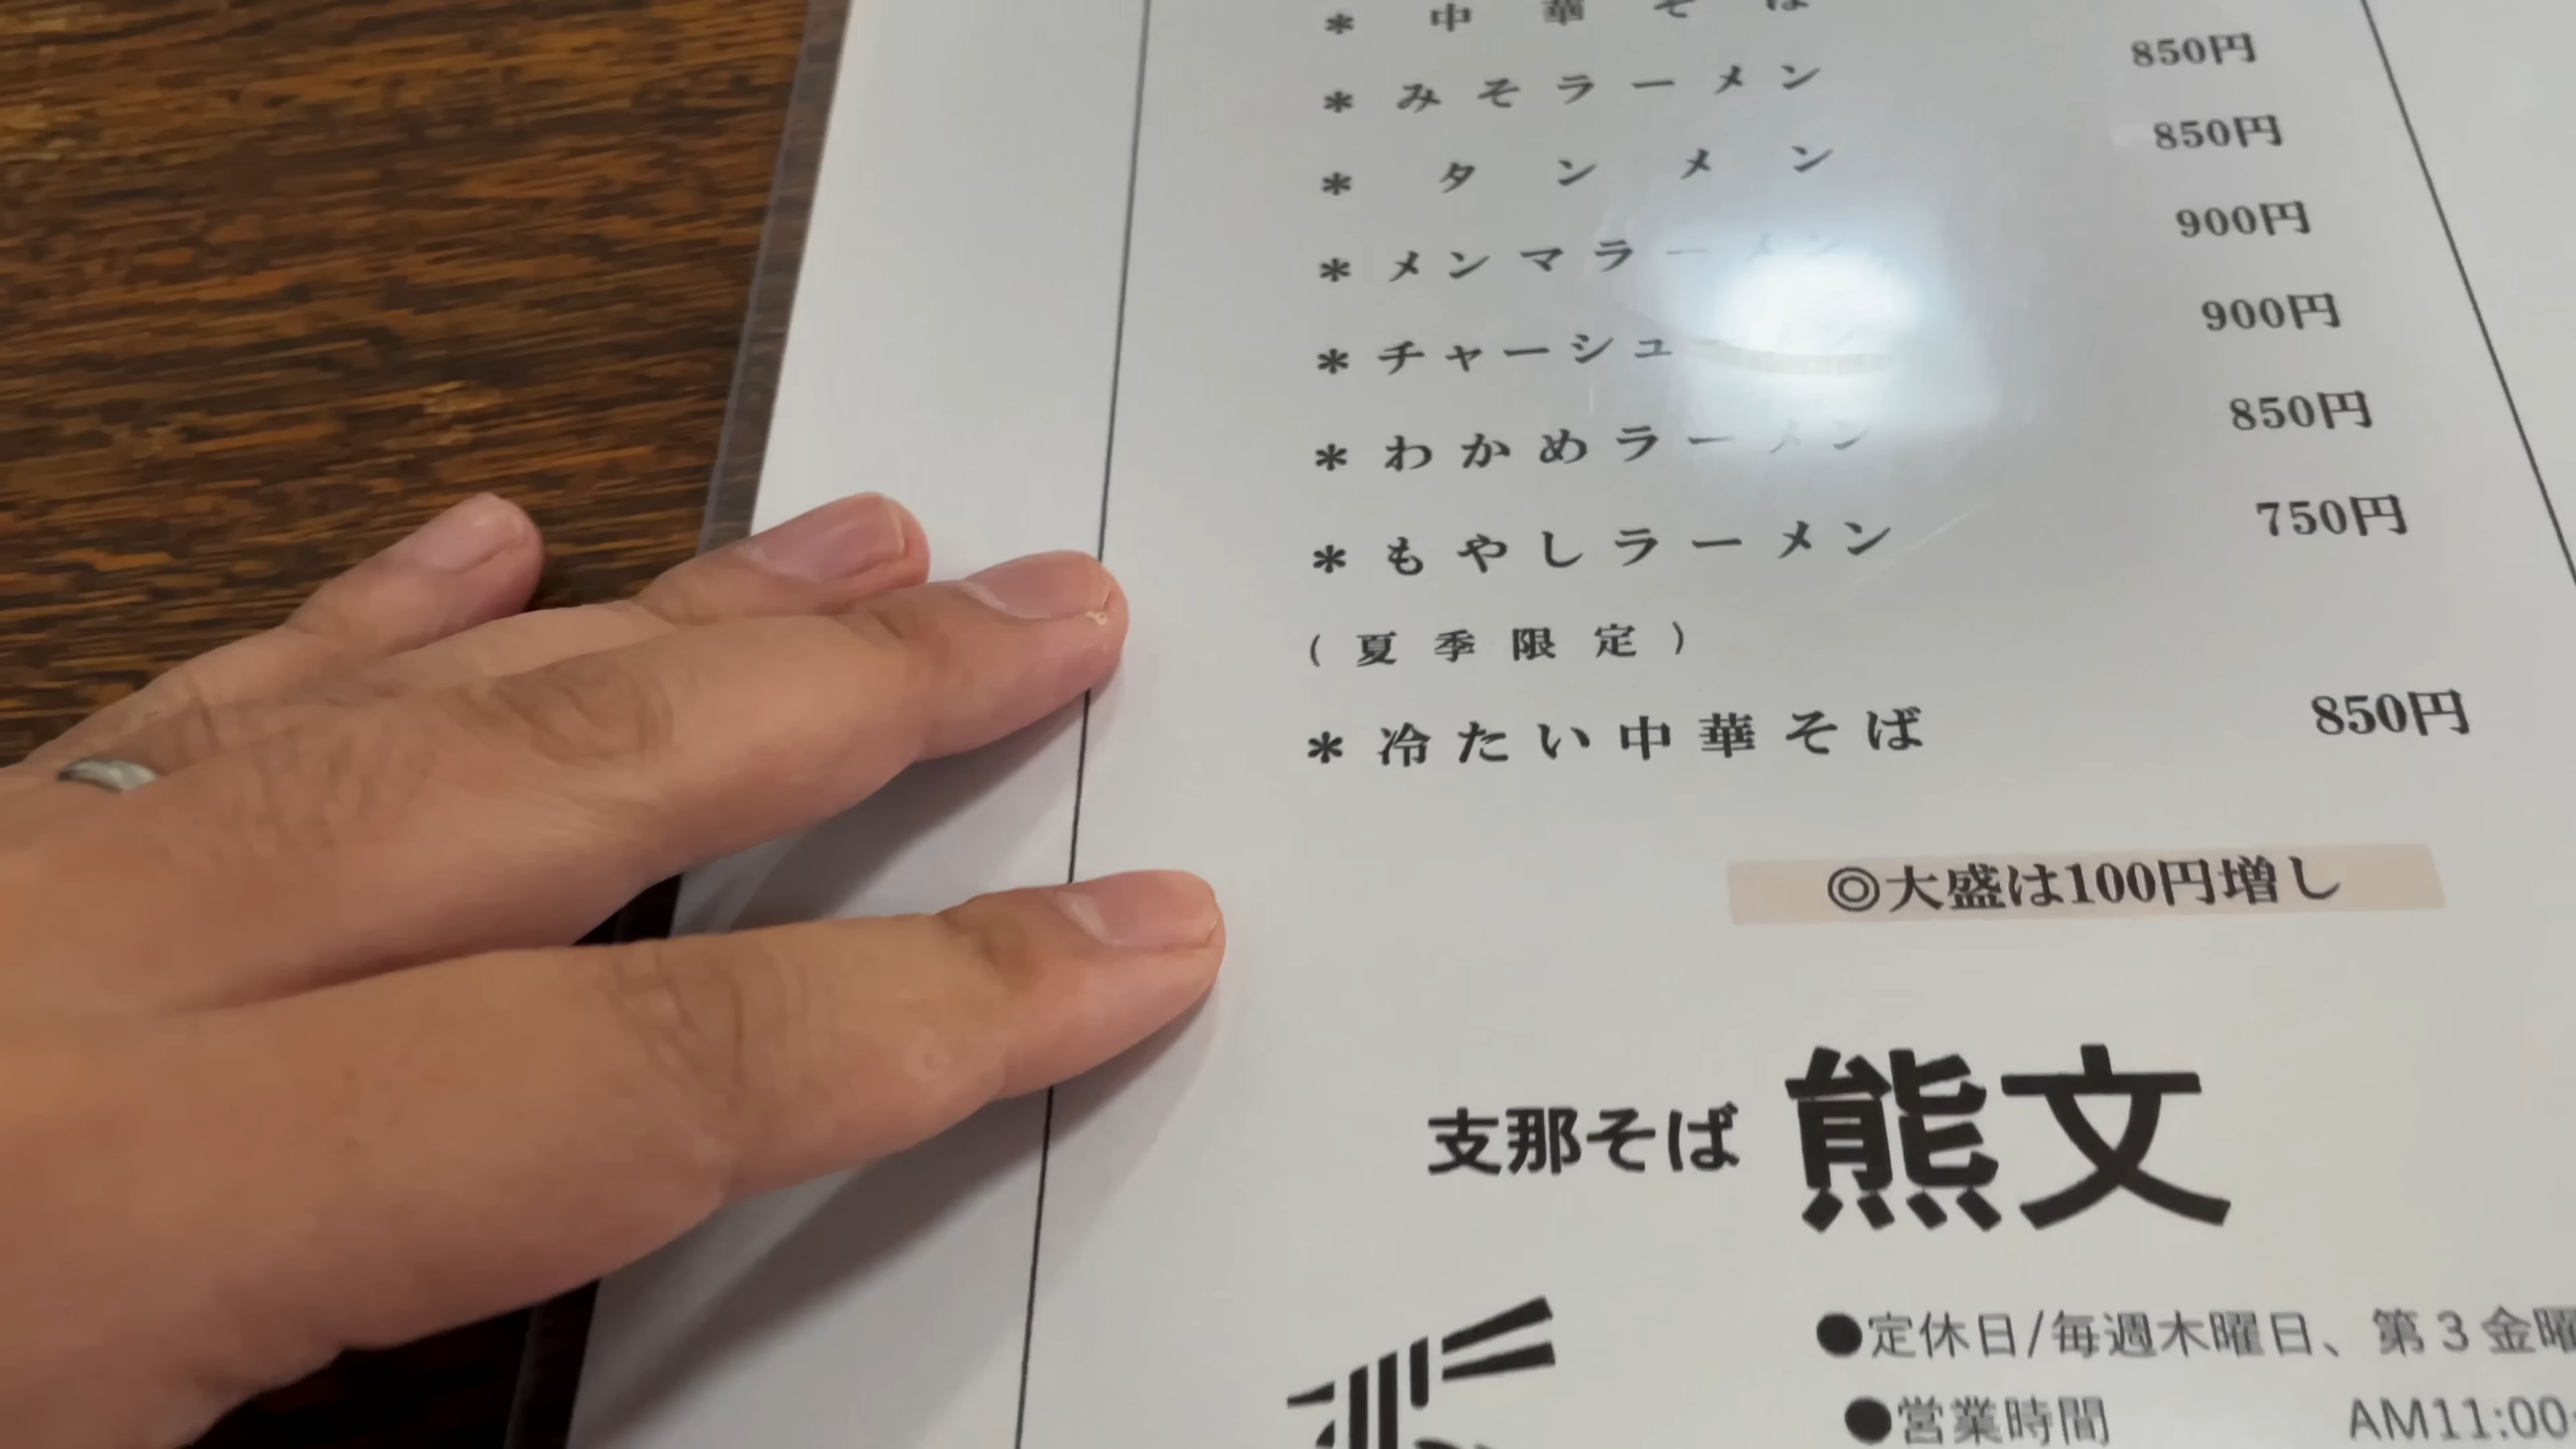 * 中華そば
* みそラーメン 850円
* タンメン 850円
* メンマラーメン 900円
* チャーシュ 900円
* わかめラーメン 850円
* もやしラーメン 750円
(夏季限定)
* 冷たい中華そば 850円
◎大盛は100円増し
支那そば 熊文
●定休日/毎週木曜日、第3金曜
●営業時間 AM11:00